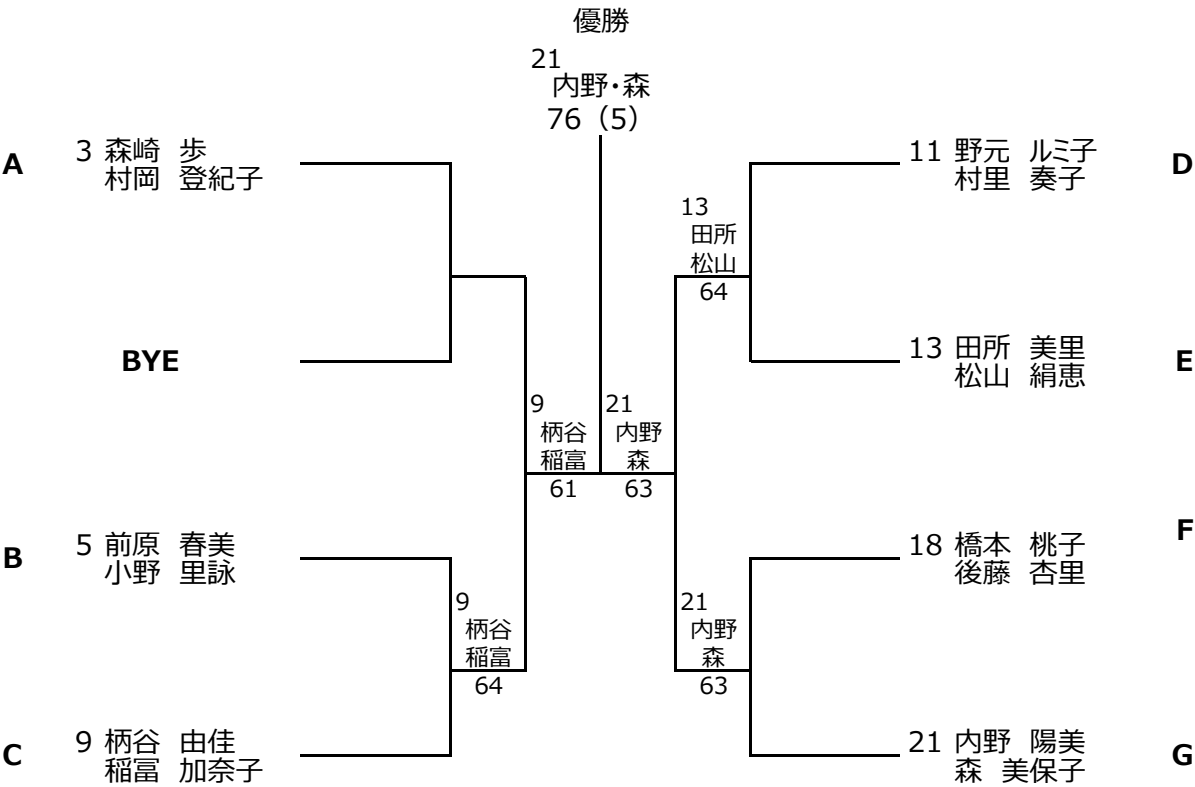 優勝
21
内野・森
76（5）
A
3 森崎 歩
村岡 登紀子
11 野元 ルミ子
村里 奏子
D
13
田所
松山
64
BYE
13 田所 美里
松山 絹恵
E
9
柄谷
稲富
61
21
内野
森
63
B
5 前原 春美
小野 里詠
18 橋本 桃子
後藤 杏里
F
9
柄谷
稲富
64
21
内野
森
63
C
9 柄谷 由佳
稲冨 加奈子
21 内野 陽美
森 美保子
G